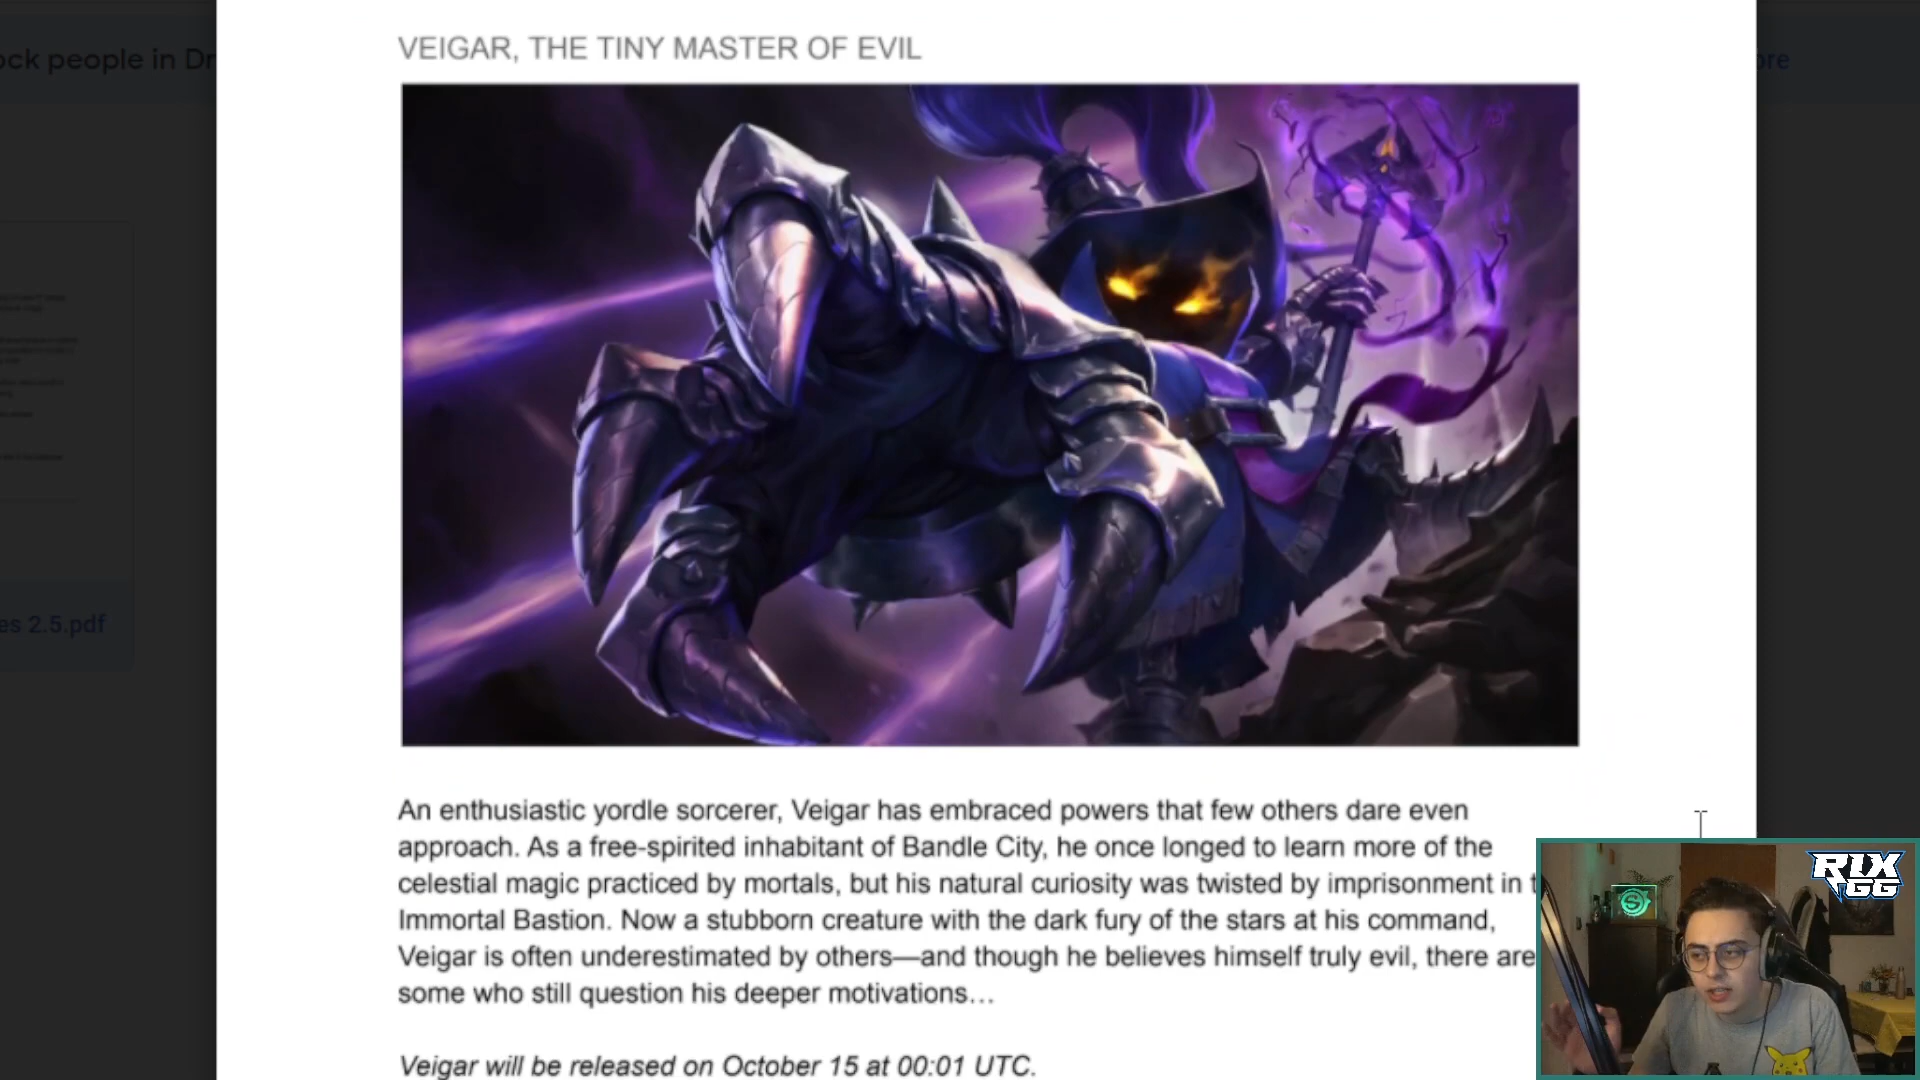 VEIGAR, THE TINY MASTER OF EVIL
ock people in Dr
ore
es 2.5.pdf
An enthusiastic yordle sorcerer, Veigar has embraced powers that few others dare even
approach. As a free-spirited inhabitant of Bandle City, he once longed to learn more of the
celestial magic practiced by mortals, but his natural curiosity was twisted by imprisonment in t
Immortal Bastion. Now a stubborn creature with the dark fury of the stars at his command,
Veigar is often underestimated by others—and though he believes himself truly evil, there are
some who still question his deeper motivations…
Veigar will be released on October 15 at 00:01 UTC.
RIX
GG